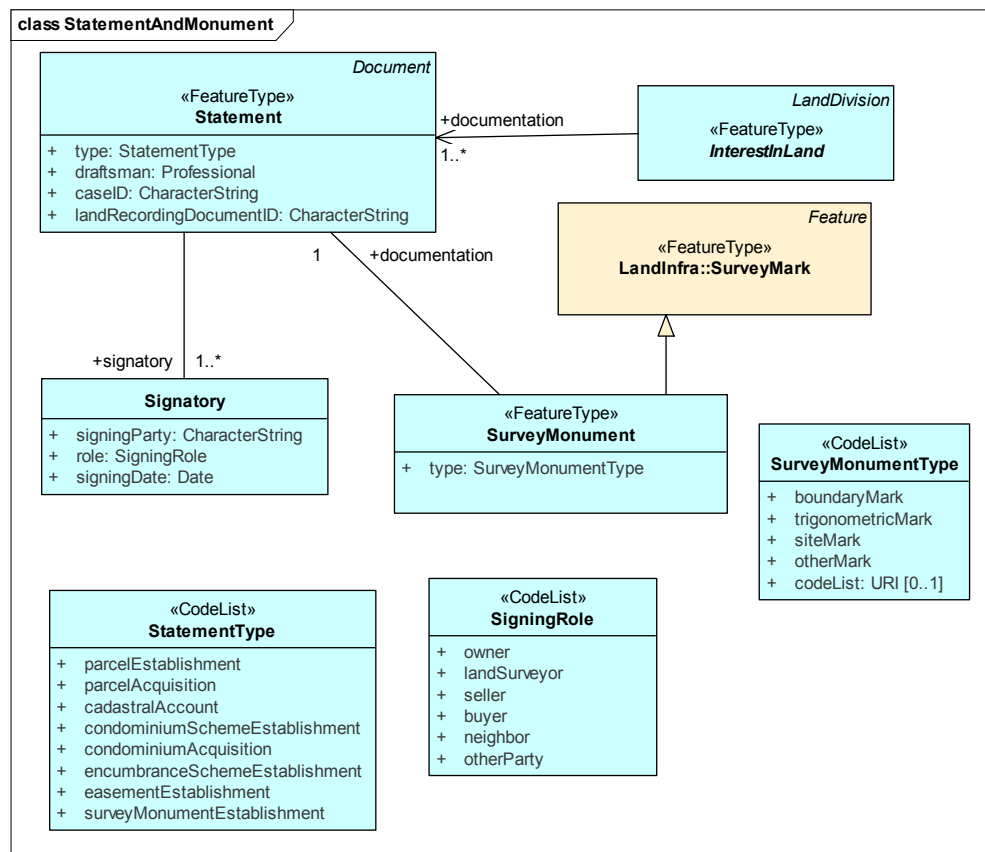 class StatementAndMonument
Document
«FeatureType»
Statement
+ type: StatementType
+ draftsman: Professional
+ caseID: CharacterString
+ landRecordingDocumentID: CharacterString
+documentation
1..*
LandDivision
«FeatureType»
InterestInLand
Feature
«FeatureType»
LandInfra::SurveyMark
1
+documentation
+signatory
1..*
Signatory
+ signingParty: CharacterString
+ role: SigningRole
+ signingDate: Date
«FeatureType»
SurveyMonument
+ type: SurveyMonumentType
«CodeList»
SurveyMonumentType
+ boundaryMark
+ trigonometricMark
+ siteMark
+ otherMark
+ codeList: URI [0..1]
«CodeList»
StatementType
+ parcelEstablishment
+ parcelAcquisition
+ cadastralAccount
+ condominiumSchemeEstablishment
+ condominiumAcquisition
+ encumbranceSchemeEstablishment
+ easementEstablishment
+ surveyMonumentEstablishment
«CodeList»
SigningRole
+ owner
+ landSurveyor
+ seller
+ buyer
+ neighbor
+ otherParty